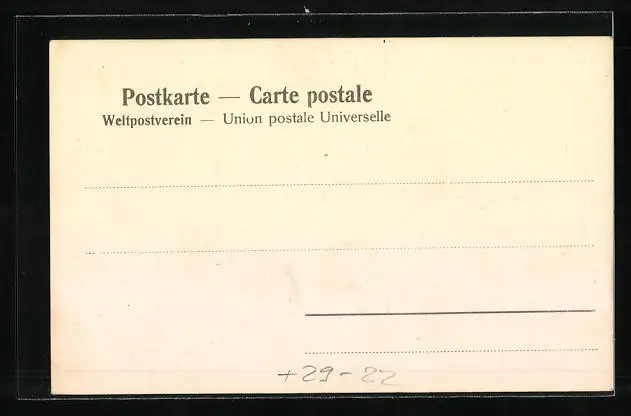 Postkarte — Carte postale
Weltpostverein — Union postale Universelle
+29-22